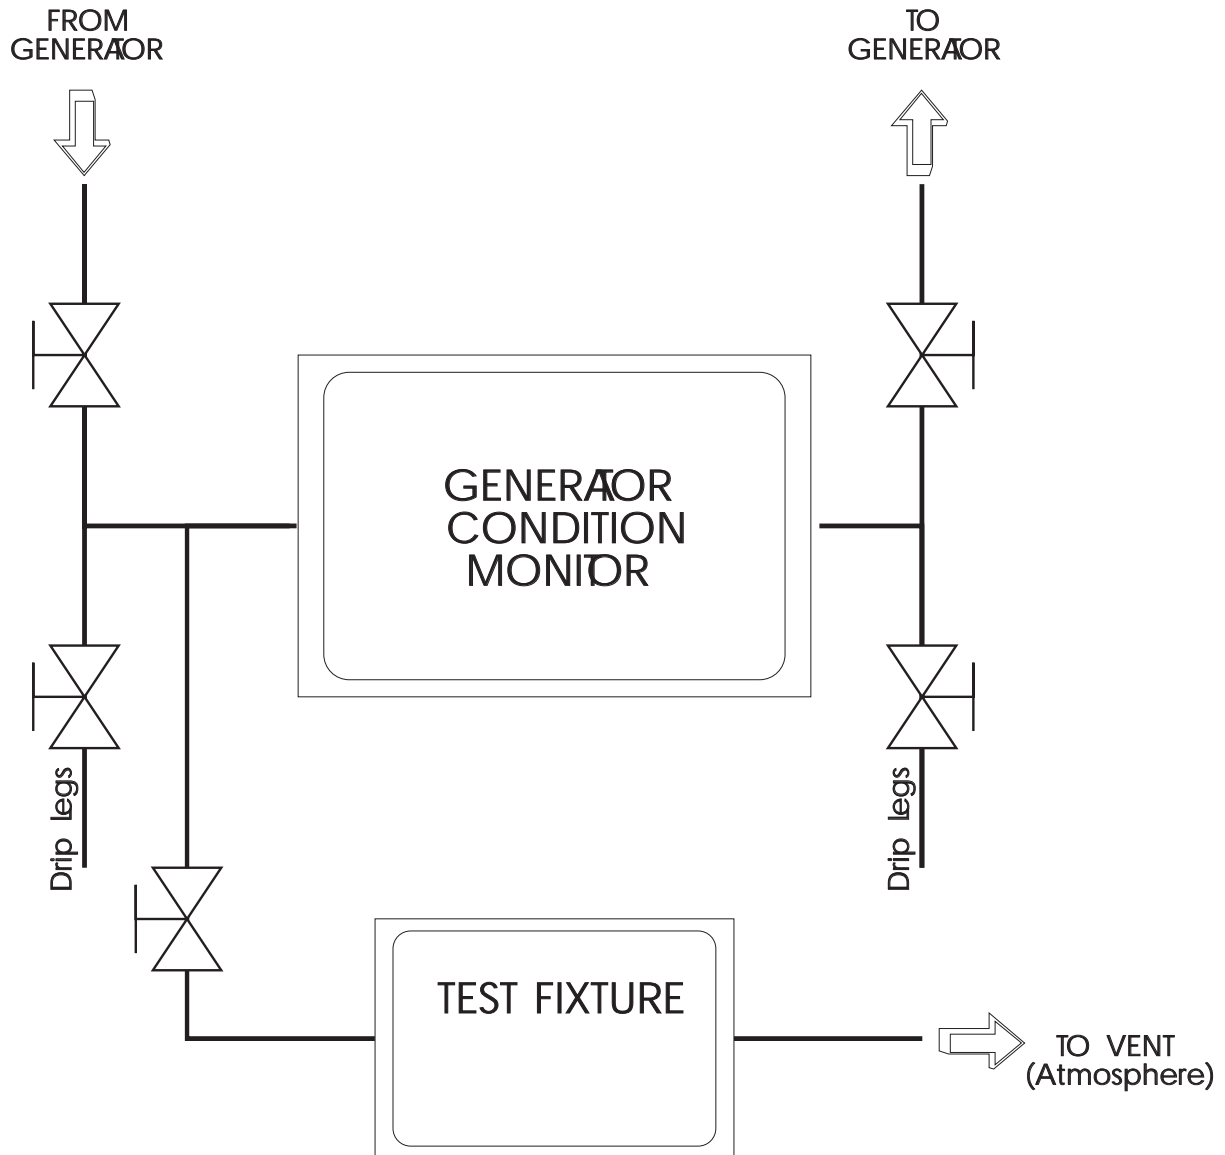 FROM
GENERATOR
TO
GENERATOR
GENERATOR
CONDITION
MONITOR
Drip Legs
Drip Legs
TEST FIXTURE
TO VENT
(Atmosphere)